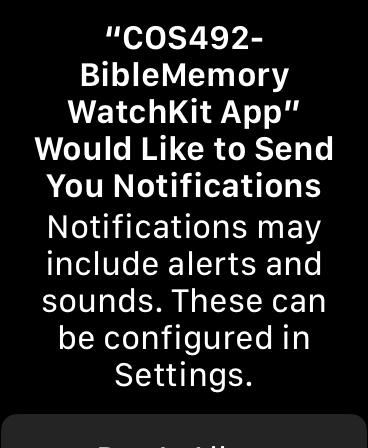 “COS492-
BibleMemory
WatchKit App”
Would Like to Send
You Notifications
Notifications may
include alerts and
sounds. These can
be configured in
Settings.